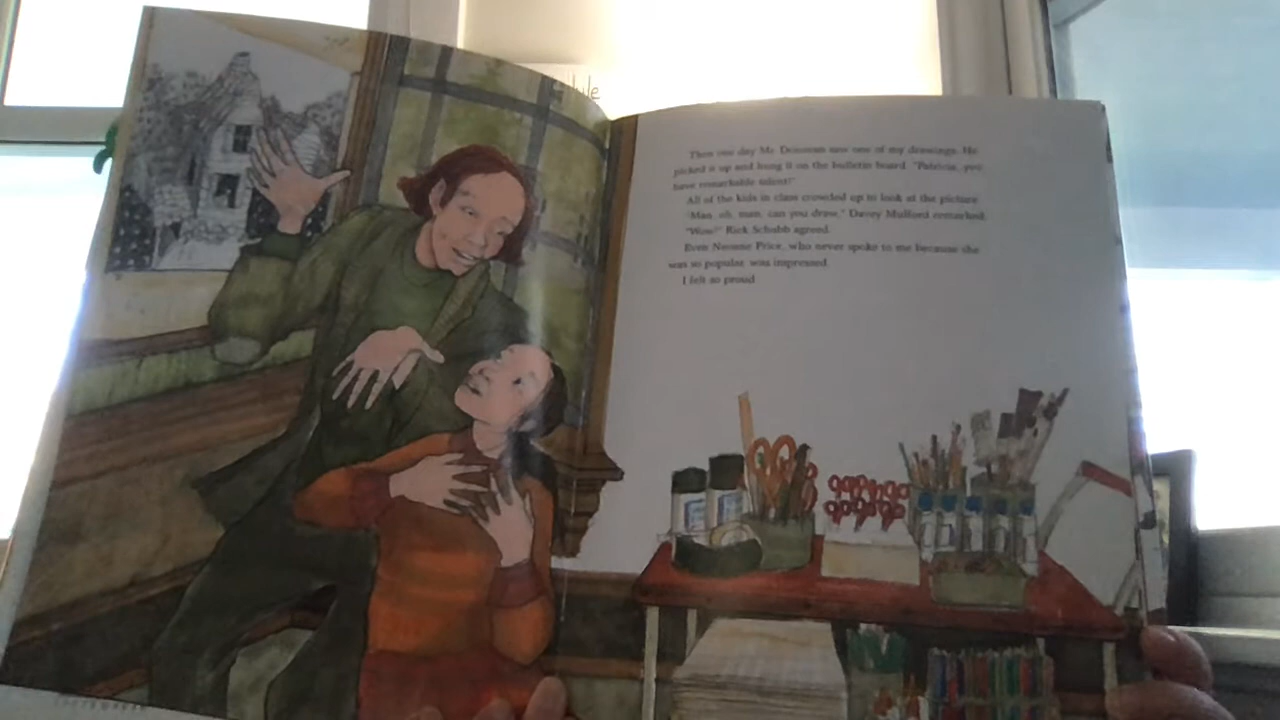 Then one day Mr. Donovan saw one of my drawings. He
picked it up and hung it on the bulletin board. "Patricia, you
have remarkable talent!"
All of the kids in class crowded up to look at the picture.
"Man, oh, man, can you draw," Davey Mulford remarked.
"Wow!" Rick Schubb agreed.
Even Nieome Price, who never spoke to me because she
was so popular, was impressed.
I felt so proud.